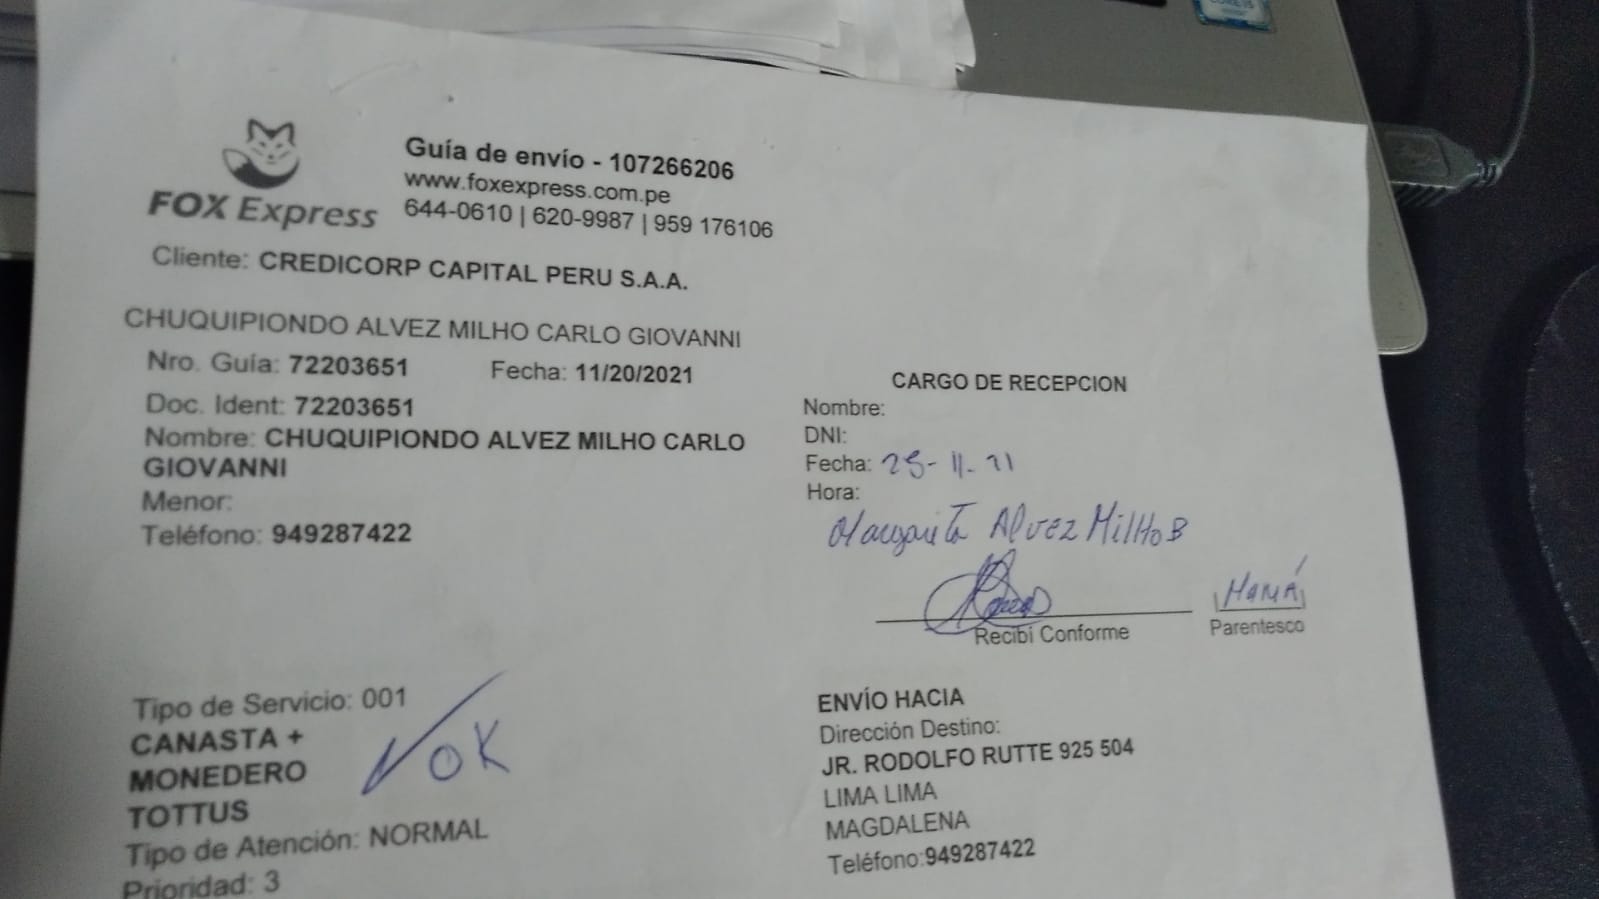 FOX Express
Guía de envío - 107266206
www.foxexpress.com.pe
644-0610 | 620-9987 | 959 176106
Cliente: CREDICORP CAPITAL PERU S.A.A.
CHUQUIPIONDO ALVEZ MILHO CARLO GIOVANNI
Nro. Guía: 72203651 Fecha: 11/20/2021
Doc. Ident: 72203651
Nombre: CHUQUIPIONDO ALVEZ MILHO CARLO
GIOVANNI
Menor:
Teléfono: 949287422
CARGO DE RECEPCION
Nombre:
DNI:
Fecha: 25-11-21
Hora:
Margarita Alvez MilHo B
Mamá
Recibí Conforme Parentesco
Tipo de Servicio: 001
CANASTA +
MONEDERO
TOTTUS
OK
Tipo de Atención: NORMAL
Prioridad: 3
ENVÍO HACIA
Dirección Destino:
JR. RODOLFO RUTTE 925 504
LIMA LIMA
MAGDALENA
Teléfono:949287422